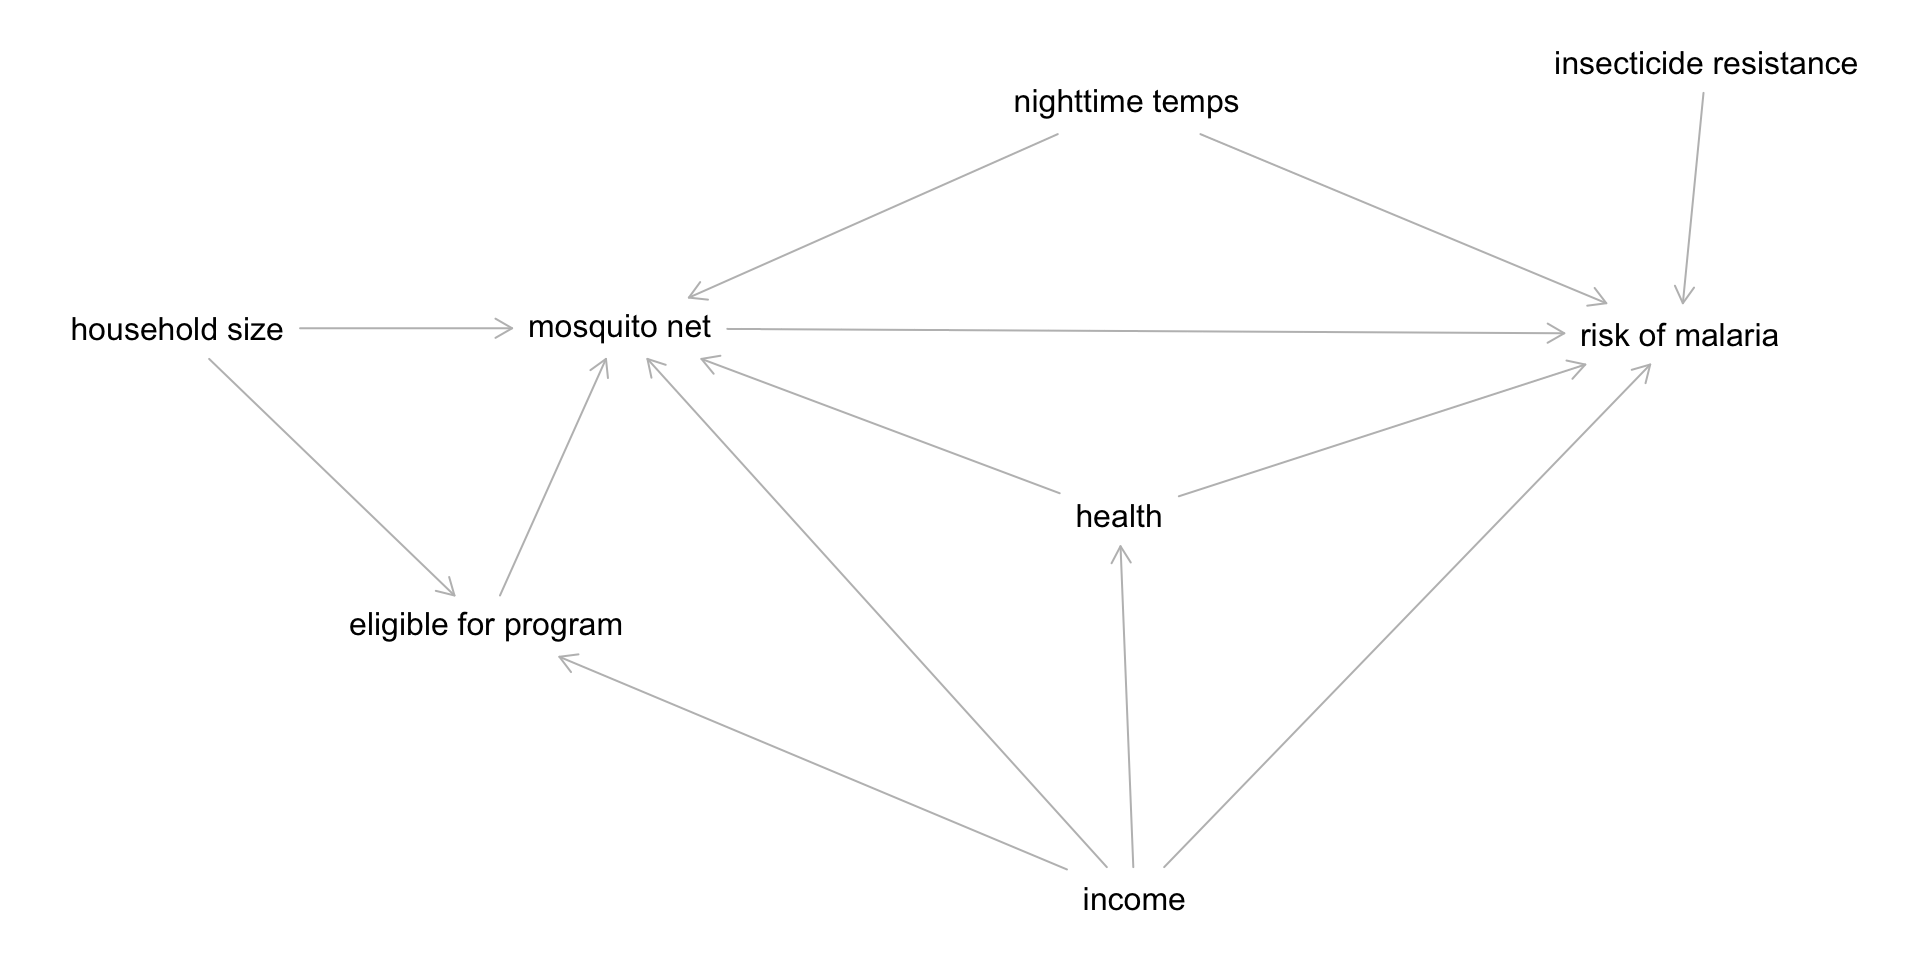 insecticide resistance
nighttime temps
household size
mosquito net
risk of malaria
health
eligible for program
income